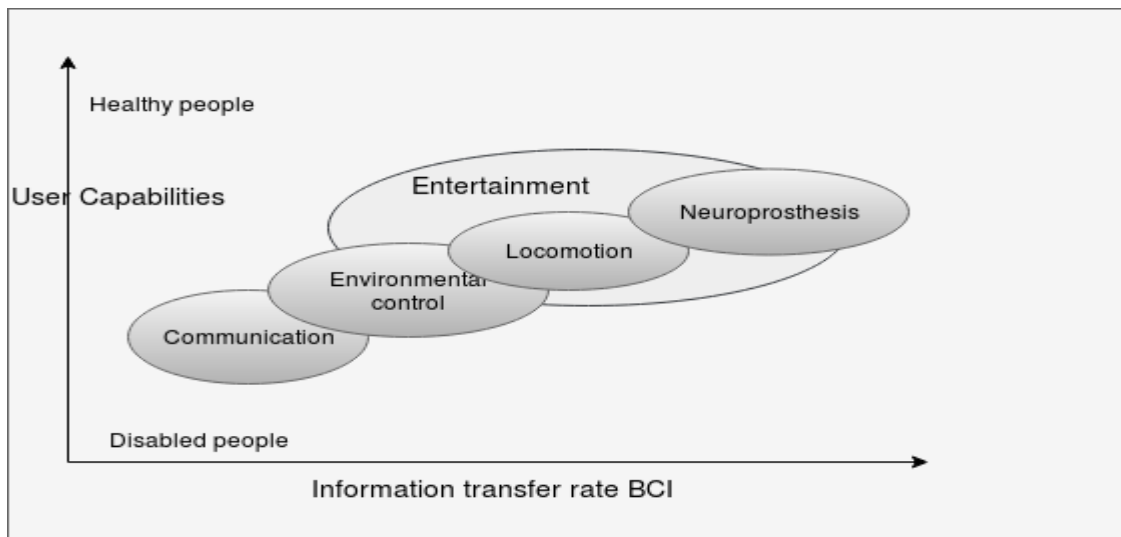 Healthy people
User Capabilities
Entertainment
Neuroprosthesis
Locomotion
Environmental
control
Communication
Disabled people
Information transfer rate BCI